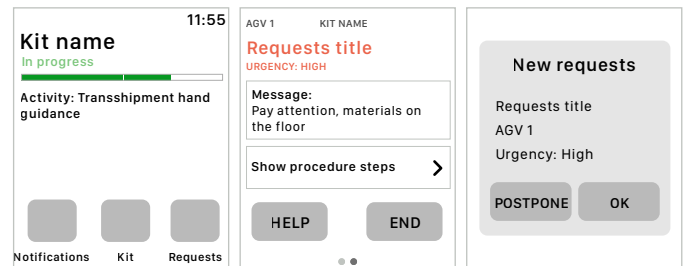 11:55
Kit name
In progress
Activity: Transshipment hand
guidance
Notifications Kit Requests
AGV 1 KIT NAME
Requests title
URGENCY: HIGH
Message:
Pay attention, materials on
the floor
Show procedure steps
HELP END
New requests
Requests title
AGV 1
Urgency: High
POSTPONE OK